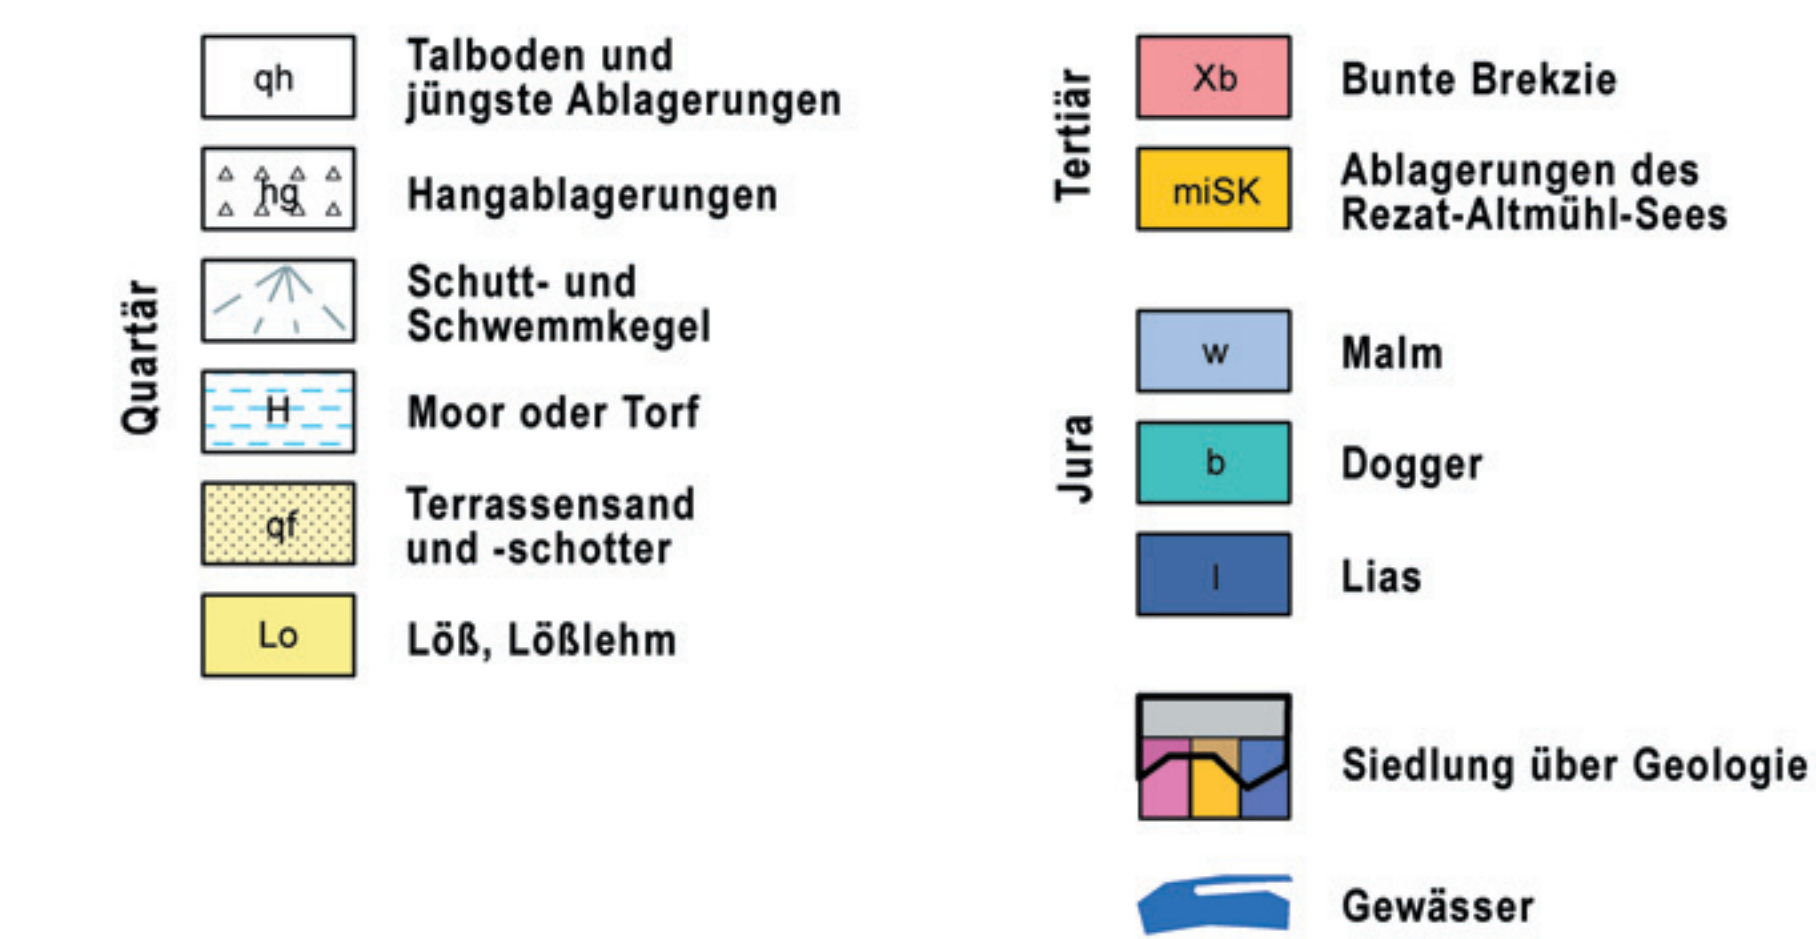 Quartär
qh
Talboden und
jüngste Ablagerungen
hg
Hangablagerungen
Schutt- und
Schwemmkegel
H
Moor oder Torf
qf
Terrassensand
und -schotter
Lo
Löß, Lößlehm
Tertiär
Xb
Bunte Brekzie
miSK
Ablagerungen des
Rezat-Altmühl-Sees
Jura
w
Malm
b
Dogger
l
Lias
Siedlung über Geologie
Gewässer